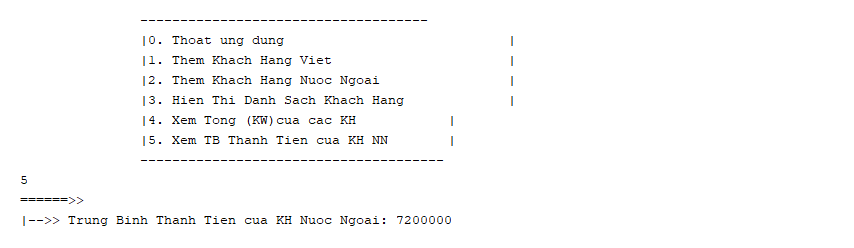 ------------------------------------
|0. Thoat ung dung                            |
|1. Them Khach Hang Viet                      |
|2. Them Khach Hang Nuoc Ngoai                |
|3. Hien Thi Danh Sach Khach Hang             |
|4. Xem Tong (KW)cua cac KH            |
|5. Xem TB Thanh Tien cua KH NN        |
--------------------------------------
5
======>>
|-->> Trung Binh Thanh Tien cua KH Nuoc Ngoai: 7200000